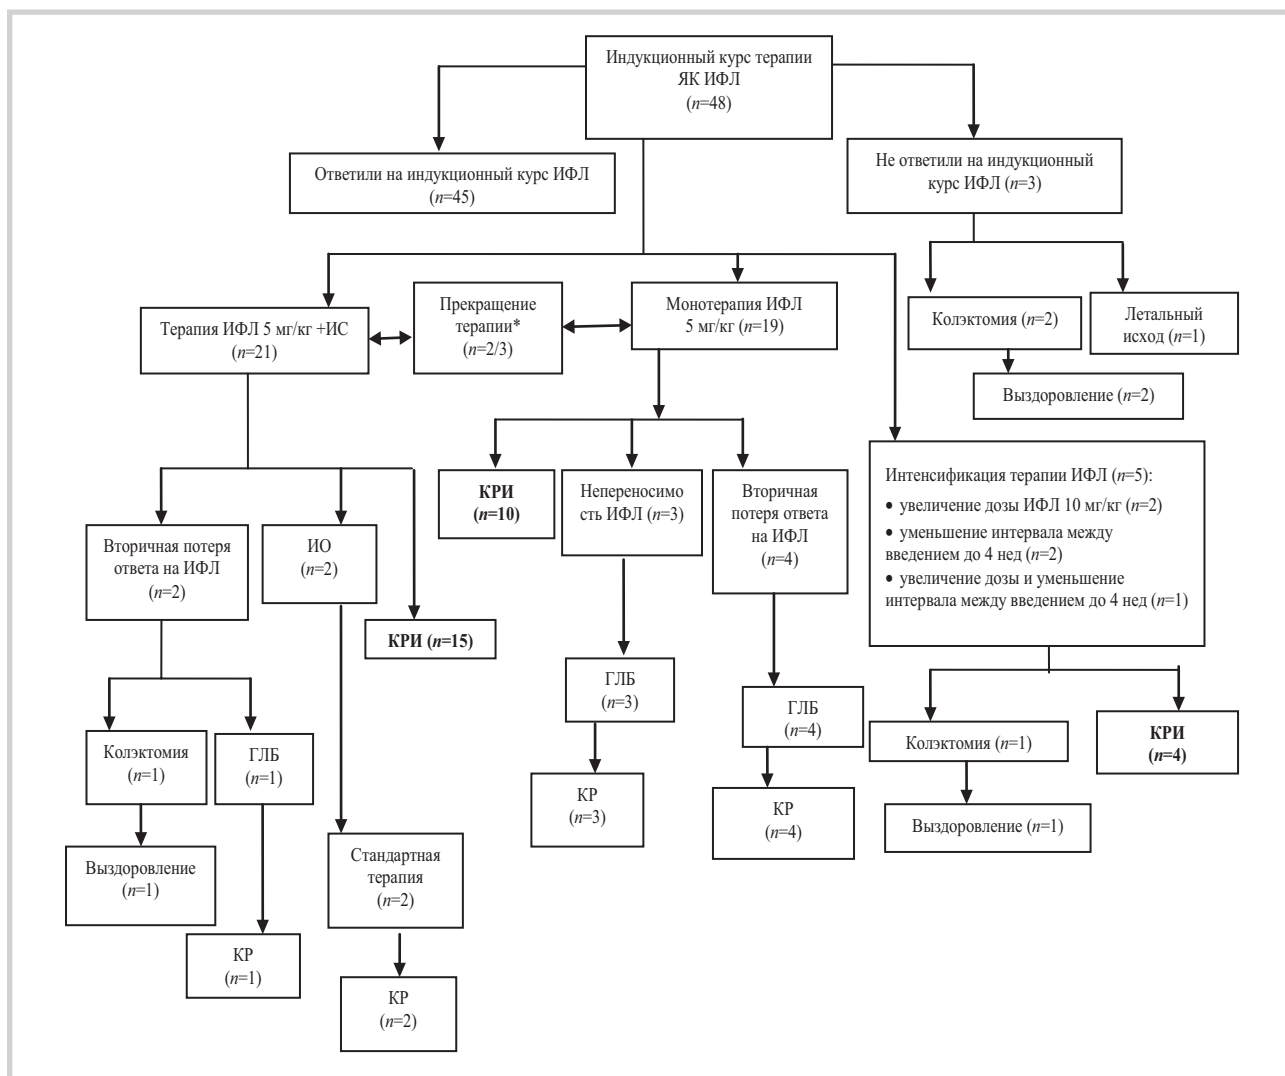 Индукционный курс терапии
ЯК ИФЛ
(n=48)
Ответили на индукционный курс ИФЛ
(n=45)
Не ответили на индукционный
курс ИФЛ (n=3)
Колэктомия (n=2)
Летальный
исход (n=1)
Выздоровление (n=2)
Терапия ИФЛ 5 мг/кг +ИС
(n=21)
Прекращение
терапии*
(n=2/3)
Монотерапия ИФЛ
5 мг/кг (n=19)
Интенсификация терапии ИФЛ (n=5):
• увеличение дозы ИФЛ 10 мг/кг (n=2)
• уменьшение интервала между
введением до 4 нед (n=2)
• увеличение дозы и уменьшение
интервала между введением до 4 нед (n=1)
Вторичная потеря
ответа на ИФЛ
(n=2)
ИО
(n=2)
КРИ (n=15)
КРИ
(n=10)
Непереносимо
сть ИФЛ (n=3)
Вторичная
потеря ответа
на ИФЛ
(n=4)
Колэктомия
(n=1)
ГЛБ
(n=1)
ГЛБ
(n=3)
ГЛБ
(n=4)
Колэктомия (n=1)
КРИ
(n=4)
Выздоровление
(n=1)
КР
(n=1)
Стандартная
терапия
(n=2)
КР
(n=2)
КР
(n=3)
КР
(n=4)
Выздоровление (n=1)